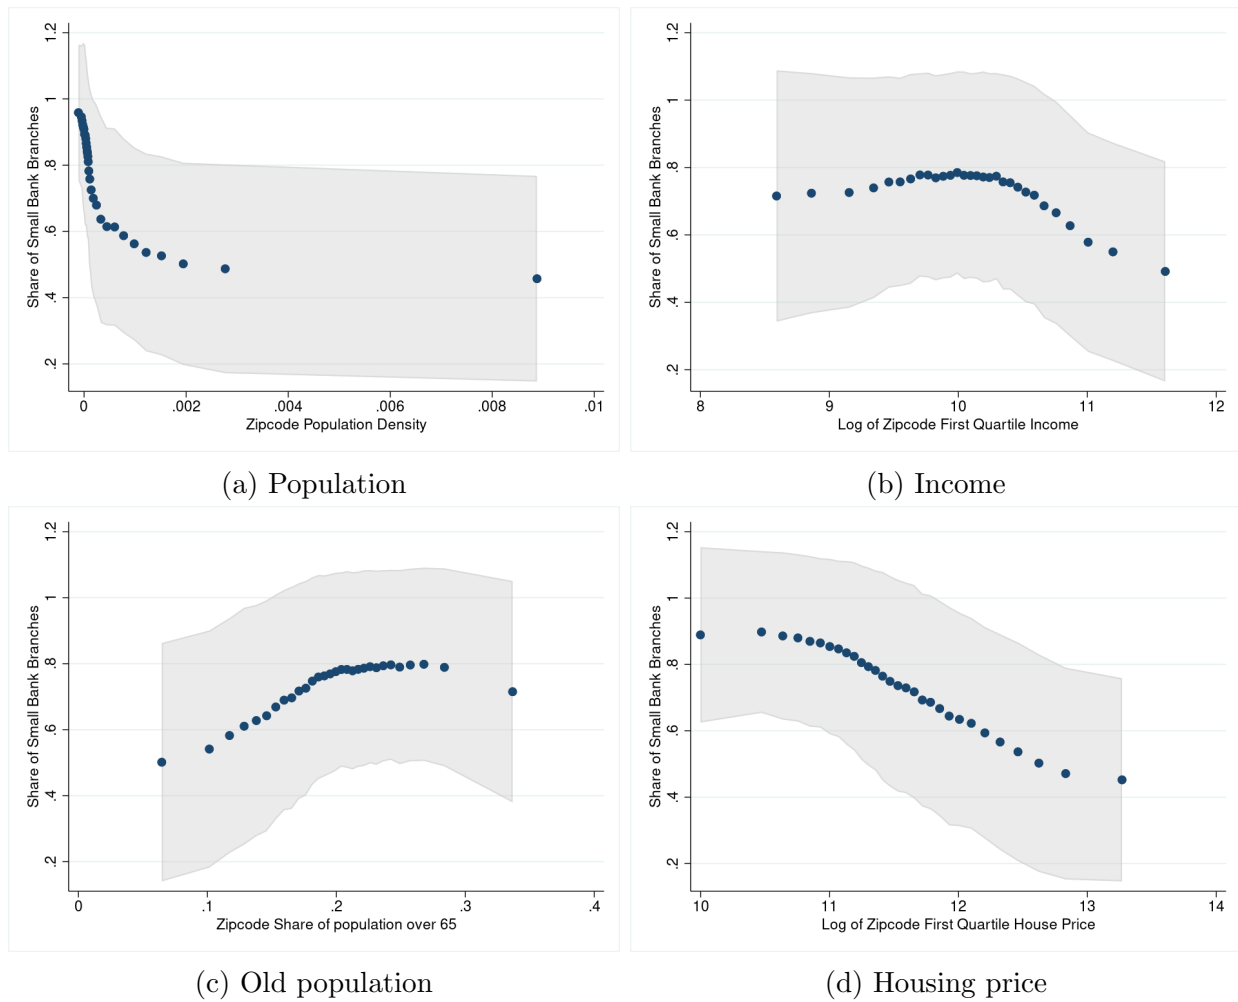 Share of Small Bank Branches
1.2
1
.8
.6
.4
.2
0 .002 .004 .006 .008 .01
Zipcode Population Density
(a) Population
Share of Small Bank Branches
1.2
1
.8
.6
.4
.2
8 9 10 11 12
Log of Zipcode First Quartile Income
(b) Income
Share of Small Bank Branches
1.2
1
.8
.6
.4
.2
0 .1 .2 .3 .4
Zipcode Share of population over 65
(c) Old population
Share of Small Bank Branches
1.2
1
.8
.6
.4
.2
10 11 12 13 14
Log of Zipcode First Quartile House Price
(d) Housing price